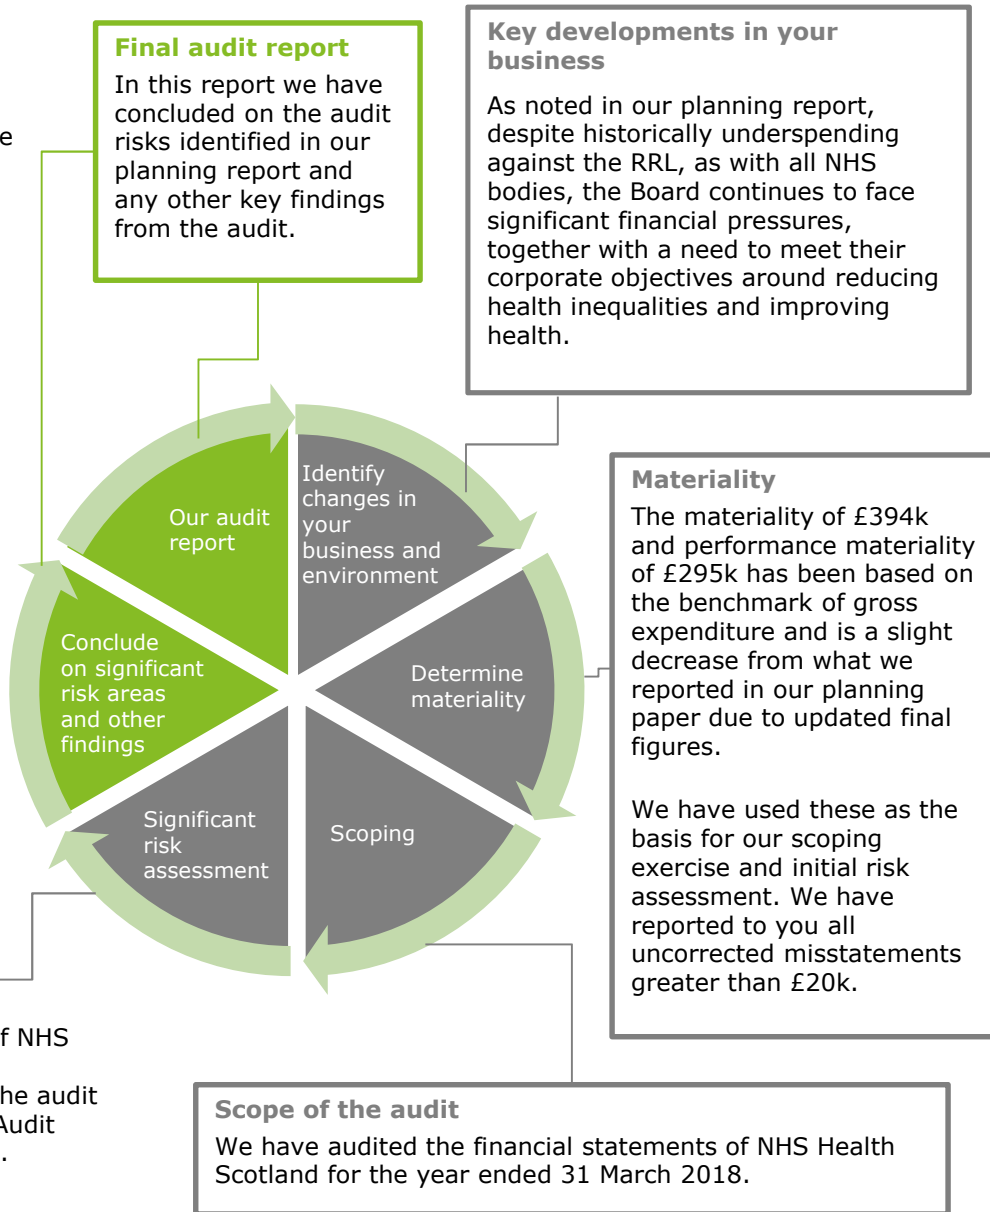 e
Final audit report
In this report we have
concluded on the audit
risks identified in our
planning report and
any other key findings
from the audit.
Key developments in your
business
As noted in our planning report,
despite historically underspending
against the RRL, as with all NHS
bodies, the Board continues to face
significant financial pressures,
together with a need to meet their
corporate objectives around reducing
health inequalities and improving
health.
Identify
changes in
your
business and
environment
Our audit
report
Conclude
on significant
risk areas
and other
findings
Determine
materiality
Significant
risk
assessment
Scoping
Materiality
The materiality of £394k
and performance materiality
of £295k has been based on
the benchmark of gross
expenditure and is a slight
decrease from what we
reported in our planning
paper due to updated final
figures.
We have used these as the
basis for our scoping
exercise and initial risk
assessment. We have
reported to you all
uncorrected misstatements
greater than £20k.
f NHS
he audit
Audit
.
Scope of the audit
We have audited the financial statements of NHS Health
Scotland for the year ended 31 March 2018.